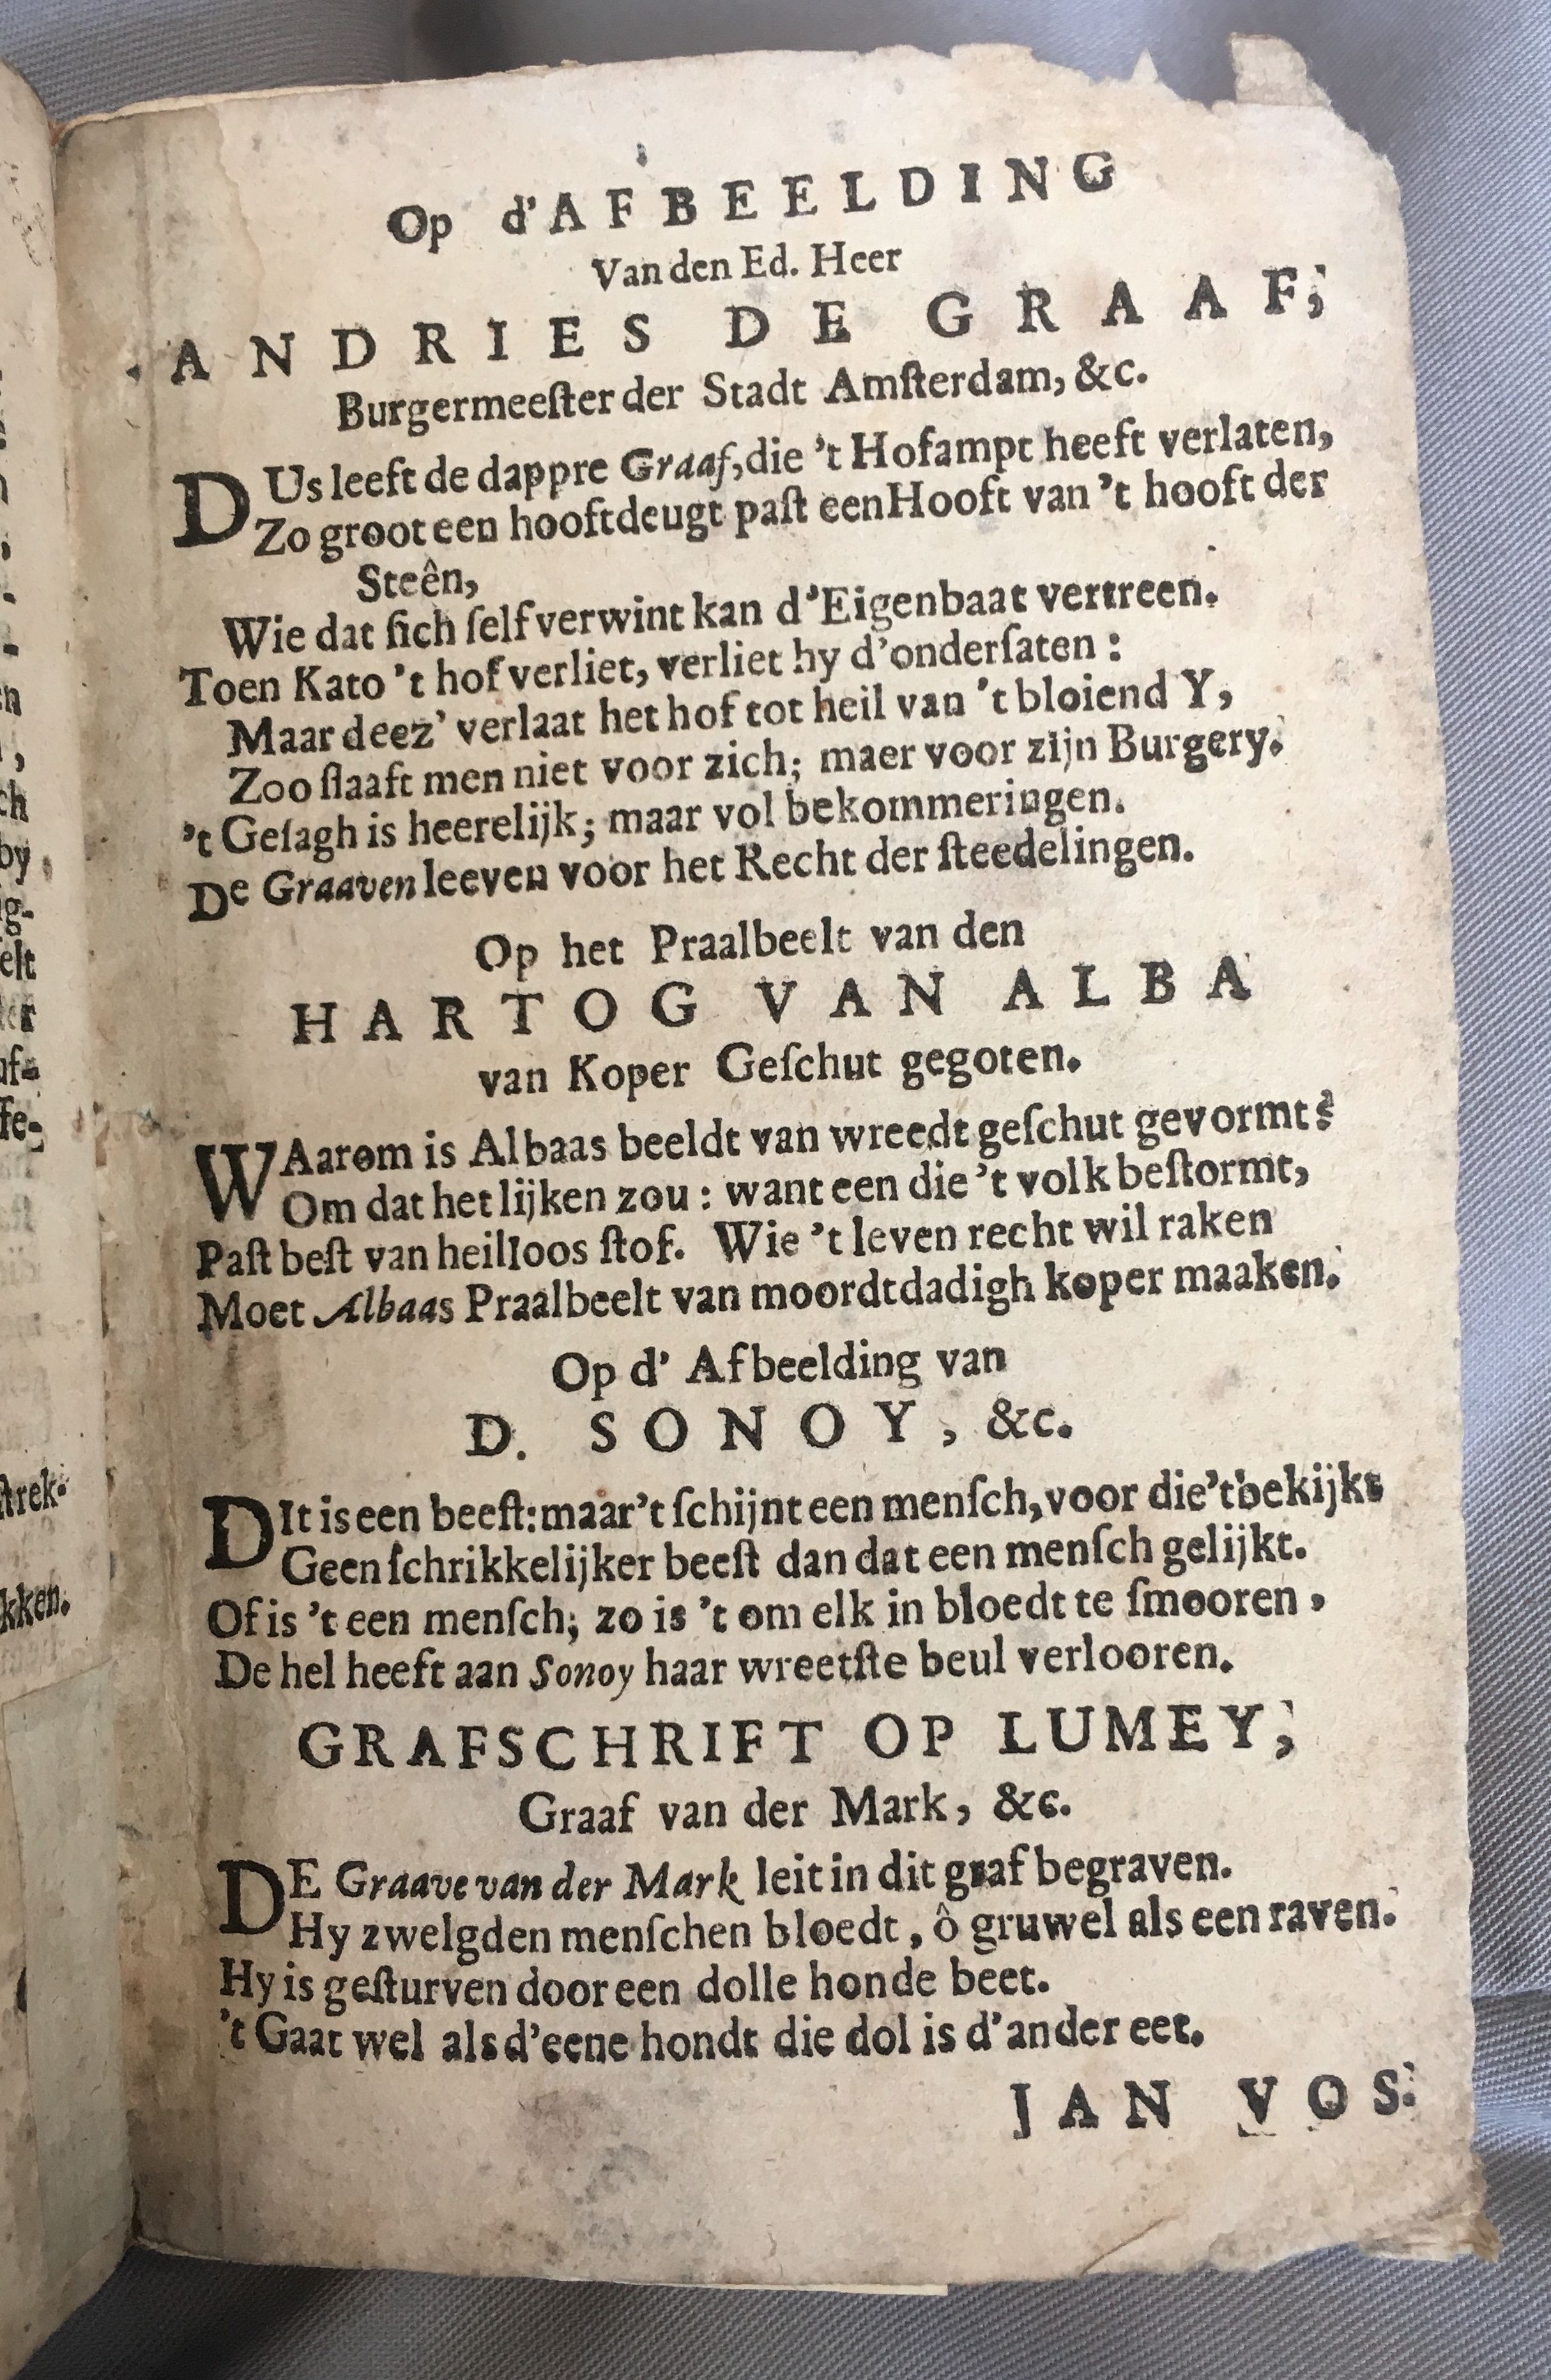 Op d'AFBEELDING
Van den Ed. Heer
ANDRIES DE GRAAF,
Burgermeeſter der Stadt Amſterdam, &c.
DUs leeft de dappre Graaf, die 't Hofampt heeft verlaten,
Zo groot een hooftdeugt paſt een Hooft van 't hooft der
Steên,
Wie dat ſich ſelf verwint kan d'Eigenbaat vertreen.
Toen Kato 't hof verliet, verliet hy d'onderſaten:
Maar deez' verlaat het hof tot heil van 't bloiend Y,
Zoo ſlaaft men niet voor zich; maer voor zijn Burgery.
't Geſagh is heerelijk; maar vol bekommeringen.
De Graaven leeven voor het Recht der ſteedelingen.
Op het Praalbeelt van den
HARTOG VAN ALBA
van Koper Geſchut gegoten.
WAarom is Albaas beeldt van wreedt geſchut gevormt?
Om dat het lijken zou: want een die 't volk beſtormt,
Paſt beſt van heilloos ſtof. Wie 't leven recht wil raken
Moet Albaas Praalbeelt van moordtdadigh koper maaken.
Op d' Afbeelding van
D. SONOY, &c.
DIt is een beeſt: maar 't ſchijnt een menſch, voor die 't bekijkt
Geen ſchrikkelijker beeſt dan dat een menſch gelijkt.
Of is 't een menſch; zo is 't om elk in bloedt te ſmooren,
De hel heeft aan Sonoy haar wreetſte beul verlooren.
GRAFSCHRIFT OP LUMEY,
Graaf van der Mark, &c.
DE Graave van der Mark leit in dit graf begraven.
Hy zwelgden menſchen bloedt, ô gruwel als een raven.
Hy is geſturven door een dolle honde beet.
't Gaat wel als d'eene hondt die dol is d'ander eet.
JAN VOS.